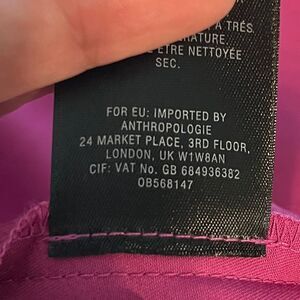 A TRÈS
ÊTRE NETTOYÉE
SEC.
FOR EU: IMPORTED BY
ANTHROPOLOGIE
24 MARKET PLACE, 3RD FLOOR,
LONDON, UK W1W8AN
CIF: VAT No. GB 684936382
OB568147